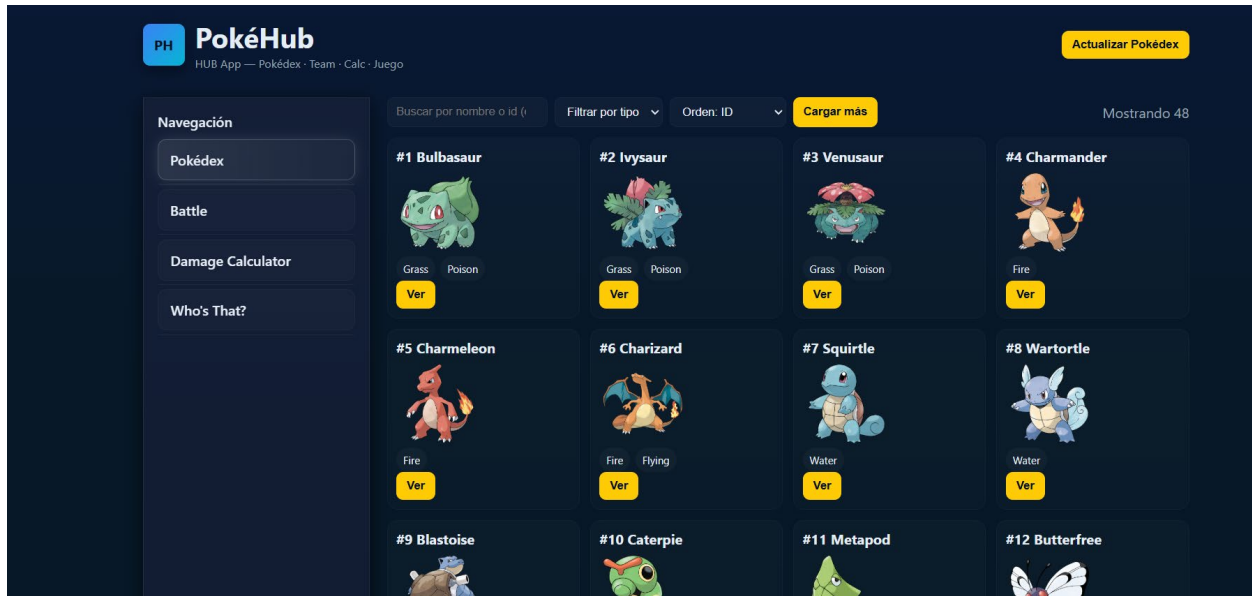 PH
PokéHub
HUB App — Pokédex · Team · Calc · Juego
Actualizar Pokédex
Navegación
Pokédex
Battle
Damage Calculator
Who's That?
Buscar por nombre o id (
Filtrar por tipo
Orden: ID
Cargar más
Mostrando 48
#1 Bulbasaur
Grass Poison
Ver
#2 Ivysaur
Grass Poison
Ver
#3 Venusaur
Grass Poison
Ver
#4 Charmander
Fire
Ver
#5 Charmeleon
Fire
Ver
#6 Charizard
Fire Flying
Ver
#7 Squirtle
Water
Ver
#8 Wartortle
Water
Ver
#9 Blastoise
#10 Caterpie
#11 Metapod
#12 Butterfree